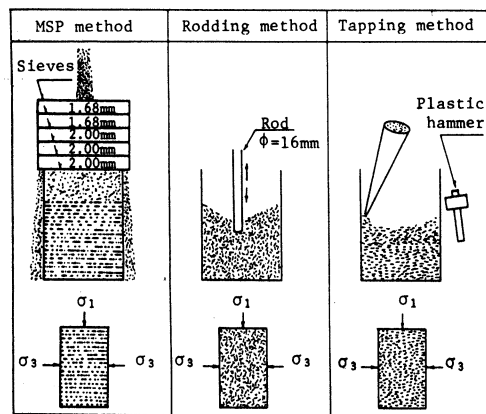 MSP method
Rodding method
Tapping method
Sieves
1.68mm
1.68mm
2.00mm
2.00mm
2.00mm
Rod
ϕ=16mm
Plastic
hammer
σ1
σ3
σ3
σ1
σ3
σ3
σ1
σ3
σ3